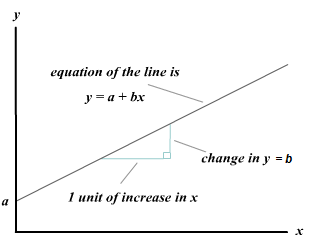 y
equation of the line is
y = a + bx
change in y = b
a
1 unit of increase in x
x